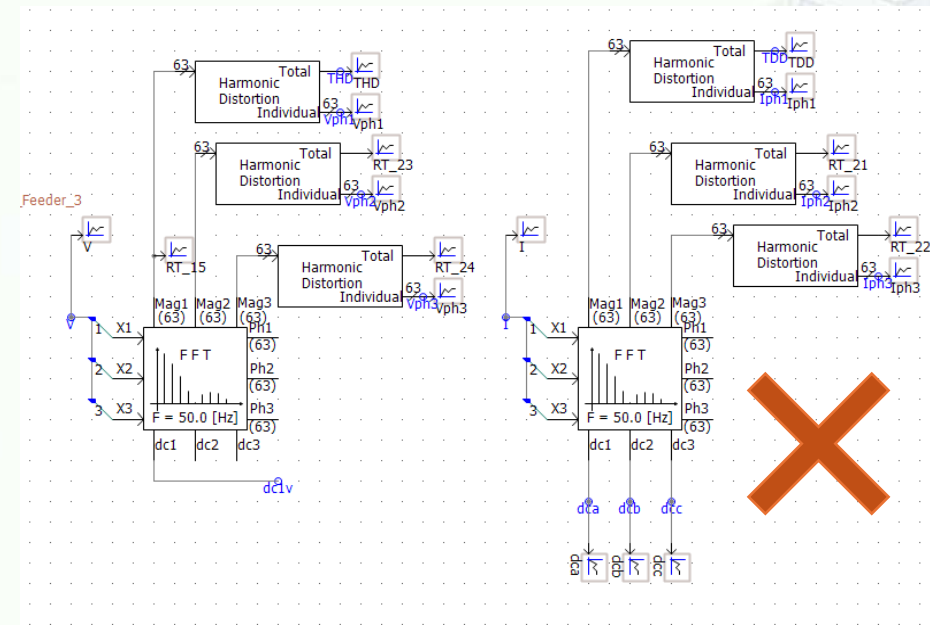 Feeder_3
63
Total
Harmonic
Distortion
Individual
THD
THD
63
Vph1
Vph1
63
Total
Harmonic
Distortion
Individual
RT_23
63
Vph2
Vph2
V
RT_15
63
Total
Harmonic
Distortion
Individual
RT_24
63
Vph3
Vph3
Mag1 Mag2 Mag3
(63) (63) (63)
V
1 X1
2 X2
3 X3
FFT
F = 50.0 [Hz]
Ph1
(63)
Ph2
(63)
Ph3
(63)
dc1 dc2 dc3
dc1v
63
Total
Harmonic
Distortion
Individual
TDD
TDD
63
Iph1
Iph1
63
Total
Harmonic
Distortion
Individual
RT_21
63
Iph2
Iph2
I
63
Total
Harmonic
Distortion
Individual
RT_22
63
Iph3
Iph3
Mag1 Mag2 Mag3
(63) (63) (63)
I
1 X1
2 X2
3 X3
FFT
F = 50.0 [Hz]
Ph1
(63)
Ph2
(63)
Ph3
(63)
dc1 dc2 dc3
dca dcb dcc
dca dcb dcc